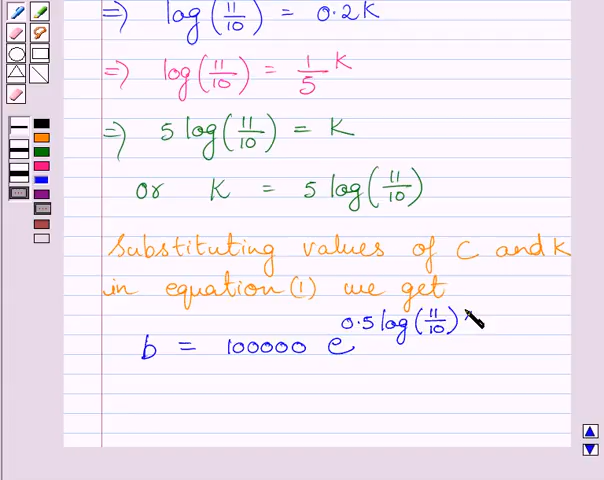 ⇒ log(11/10) = 0.2K
⇒ log(11/10) = 1/5 K
⇒ 5 log(11/10) = K
or K = 5 log(11/10)
Substituting values of C and K
in equation (1) we get
b = 100000 e^0.5 log(11/10)